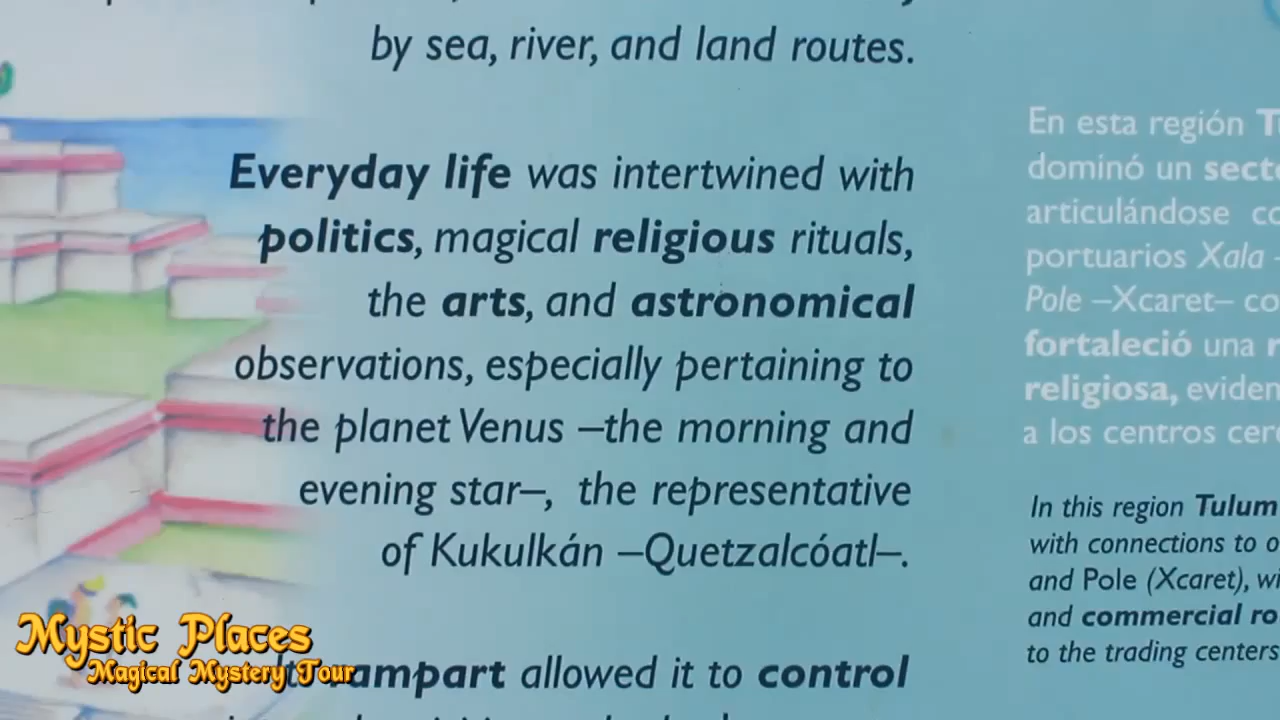 by sea, river, and land routes.
Everyday life was intertwined with
politics, magical religious rituals,
the arts, and astronomical
observations, especially pertaining to
the planet Venus –the morning and
evening star–, the representative
of Kukulkán –Quetzalcóatl–.
rampart allowed it to control
En esta región
dominó un
articulándose
portuarios Xala –
Pole –Xcaret–
fortaleció una
religiosa,
a los centros
In this region Tulum
with connections to
and Pole (Xcaret),
and commercial
to the trading centers
Mystic Places
Magical Mystery Tour